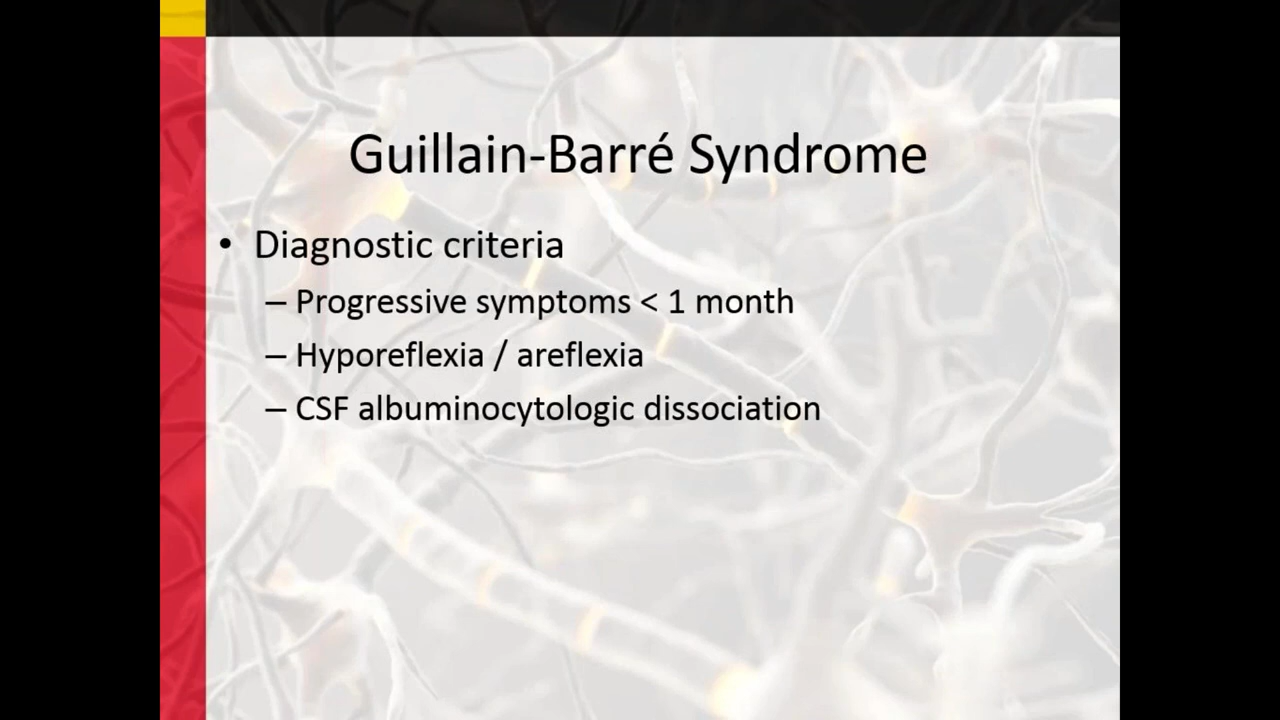 Guillain-Barré Syndrome
• Diagnostic criteria
– Progressive symptoms < 1 month
– Hyporeflexia / areflexia
– CSF albuminocytologic dissociation